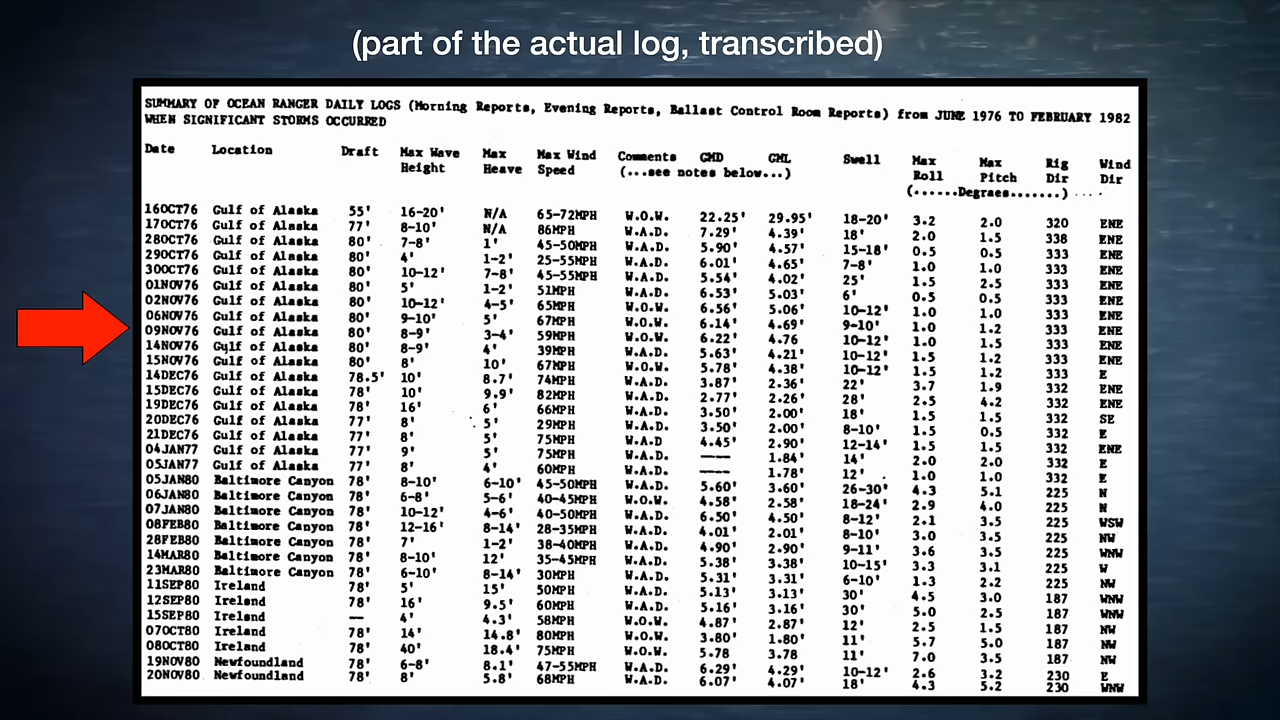 (part of the actual log, transcribed)
SUMMARY OF OCEAN RANGER DAILY LOGS (Morning Reports, Evening Reports, Ballast Control Room Reports) from JUNE 1976 TO FEBRUARY 1982
WHEN SIGNIFICANT STORMS OCCURRED
Date Location Draft Max Wave Max Max Wind Comments GMD GML Swell Max Max Rig Wind
Height Heave Speed (...see notes below...) Roll Pitch Dir Dir
(......Degrees.......) ....
16OCT76 Gulf of Alaska 55' 16-20' N/A 65-72MPH W.O.W. 22.25' 29.95' 18-20' 3.2 2.0 320 ENE
17OCT76 Gulf of Alaska 77' 8-10' N/A 86MPH W.A.D. 7.29' 4.39' 18' 2.0 1.5 338 ENE
28OCT76 Gulf of Alaska 80' 7-8' 1' 45-50MPH W.A.D. 5.90' 4.57' 15-18' 0.5 0.5 333 ENE
29OCT76 Gulf of Alaska 80' 4' 1-2' 25-55MPH W.A.D. 6.01' 4.65' 7-8' 1.0 1.0 333 ENE
30OCT76 Gulf of Alaska 80' 10-12' 7-8' 45-55MPH W.A.D. 5.54' 4.02 25' 1.5 2.5 333 ENE
01NOV76 Gulf of Alaska 80' 5' 1-2' 51MPH W.A.D. 6.53' 5.03' 6' 0.5 0.5 333 ENE
02NOV76 Gulf of Alaska 80' 10-12' 4-5' 65MPH W.O.W. 6.56' 5.06' 10-12' 1.0 1.0 333 ENE
06NOV76 Gulf of Alaska 80' 9-10' 5' 67MPH W.O.W. 6.14' 4.69' 9-10' 1.0 1.2 333 ENE
09NOV76 Gulf of Alaska 80' 8-9' 3-4' 59MPH W.O.W. 6.22' 4.76 10-12' 1.0 1.5 333 ENE
14NOV76 Gulf of Alaska 80' 8-9' 4' 39MPH W.A.D. 5.63' 4.21' 10-12' 1.5 1.2 333 ENE
15NOV76 Gulf of Alaska 80' 8' 10' 67MPH W.O.W. 5.78' 4.38' 10-12' 1.5 1.2 333 E
14DEC76 Gulf of Alaska 78.5' 10' 8.7' 74MPH W.A.D. 3.87' 2.36' 22' 3.7 1.9 332 ENE
15DEC76 Gulf of Alaska 78' 10' 9.9' 82MPH W.A.D. 2.77' 2.26' 28' 2.5 4.2 332 ENE
19DEC76 Gulf of Alaska 78' 16' 6' 66MPH W.A.D. 3.50' 2.00' 18' 1.5 1.5 332 SE
20DEC76 Gulf of Alaska 77' 8' 5' 29MPH W.A.D. 3.50' 2.00' 8-10' 1.5 0.5 332 E
21DEC76 Gulf of Alaska 77' 8' 5' 75MPH W.A.D 4.45' 2.90' 12-14' 1.5 1.5 332 ENE
04JAN77 Gulf of Alaska 77' 9' 5' 75MPH W.A.D. ---- 1.84' 14' 2.0 2.0 332 E
05JAN77 Gulf of Alaska 77' 8' 4' 60MPH W.A.D. ---- 1.78' 12' 1.0 1.0 332 E
05JAN80 Baltimore Canyon 78' 8-10' 6-10' 45-50MPH W.A.D. 5.60' 3.60' 26-30' 4.3 5.1 225 N
06JAN80 Baltimore Canyon 78' 6-8' 5-6' 40-45MPH W.O.W. 4.58' 2.58' 18-24' 2.9 4.0 225 N
07JAN80 Baltimore Canyon 78' 10-12' 4-6' 40-50MPH W.A.D. 6.50' 4.50' 8-12' 2.1 3.5 225 WSW
08FEB80 Baltimore Canyon 78' 12-16' 8-14' 28-35MPH W.A.D. 4.01' 2.01' 8-10' 3.0 3.5 225 NW
28FEB80 Baltimore Canyon 78' 7' 1-2' 38-40MPH W.A.D. 4.90' 2.90' 9-11' 3.6 3.5 225 WNW
14MAR80 Baltimore Canyon 78' 8-10' 12' 35-45MPH W.A.D. 5.38' 3.38' 10-15' 3.3 3.1 225 W
23MAR80 Baltimore Canyon 78' 6-10' 8-14' 30MPH W.A.D. 5.31' 3.31' 6-10' 1.3 2.2 225 NW
11SEP80 Ireland 78' 5' 15' 50MPH W.A.D. 5.13' 3.13' 30' 4.5 3.0 187 WNW
12SEP80 Ireland 78' 16' 9.5' 60MPH W.A.D. 5.16' 3.16' 30' 5.0 2.5 187 WNW
15SEP80 Ireland -- 4' 4.3' 58MPH W.O.W. 4.87' 2.87' 12' 2.5 1.5 187 NW
07OCT80 Ireland 78' 14' 14.8' 80MPH W.O.W. 3.80' 1.80' 11' 5.7 5.0 187 NW
08OCT80 Ireland 78' 40' 18.4' 75MPH W.O.W. 5.78 3.78 11' 7.0 3.5 187 NW
19NOV80 Newfoundland 78' 6-8' 8.1' 47-55MPH W.A.D. 6.29' 4.29' 10-12' 2.6 3.2 230 E
20NOV80 Newfoundland 78' 8' 5.8' 68MPH W.A.D. 6.07' 4.07' 18' 4.3 5.2 230 WNW